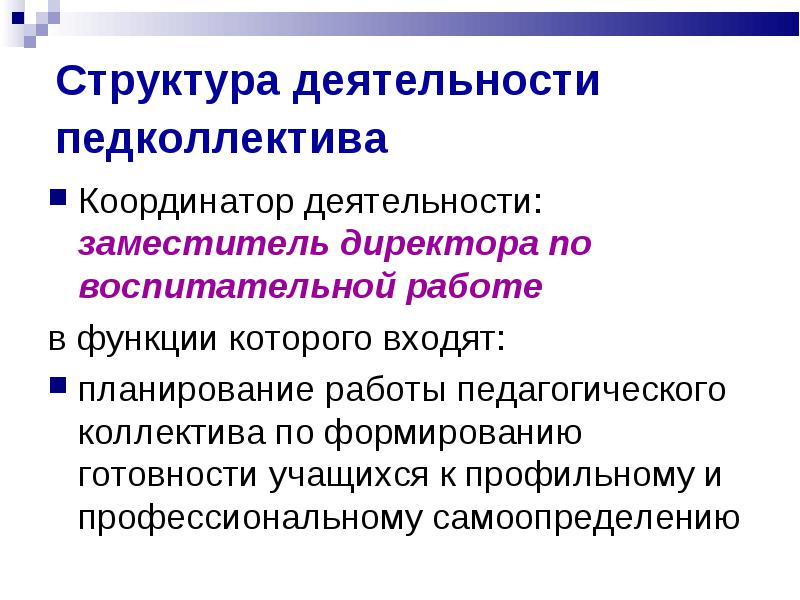 Структура деятельности
педколлектива
Координатор деятельности:
заместитель директора по
воспитательной работе
в функции которого входят:
планирование работы педагогического
коллектива по формированию
готовности учащихся к профильному и
профессиональному самоопределению